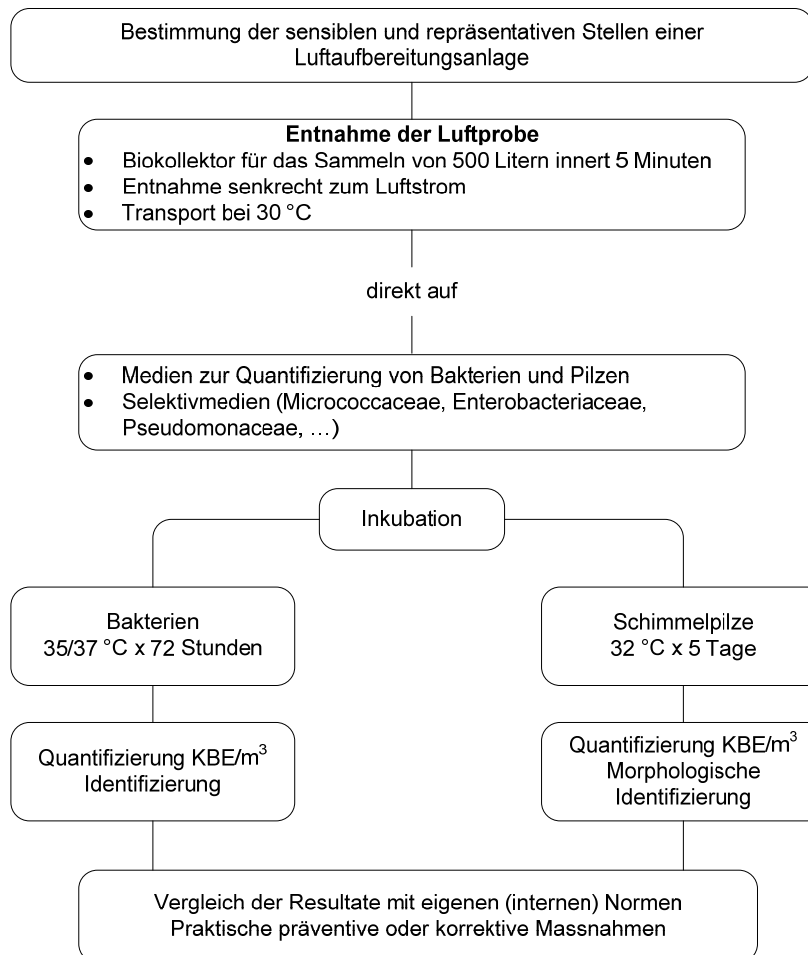 Bestimmung der sensiblen und repräsentativen Stellen einer
Luftaufbereitungsanlage
Entnahme der Luftprobe
• Biokollektor für das Sammeln von 500 Litern innert 5 Minuten
• Entnahme senkrecht zum Luftstrom
• Transport bei 30 °C
direkt auf
• Medien zur Quantifizierung von Bakterien und Pilzen
• Selektivmedien (Micrococcaceae, Enterobacteriaceae,
Pseudomonaceae, …)
Inkubation
Bakterien
35/37 °C x 72 Stunden
Schimmelpilze
32 °C x 5 Tage
Quantifizierung KBE/m³
Identifizierung
Quantifizierung KBE/m³
Morphologische
Identifizierung
Vergleich der Resultate mit eigenen (internen) Normen
Praktische präventive oder korrektive Massnahmen